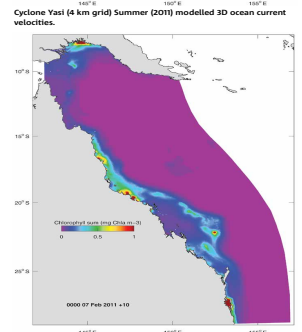 145° E 150° E 155° E
Cyclone Yasi (4 km grid) Summer (2011) modelled 3D ocean current
velocities.
10° S
15° S
20° S
Chlorophyll sum (mg Chla m-3)
0 0.5 1
25° S
0000 07 Feb 2011 +10